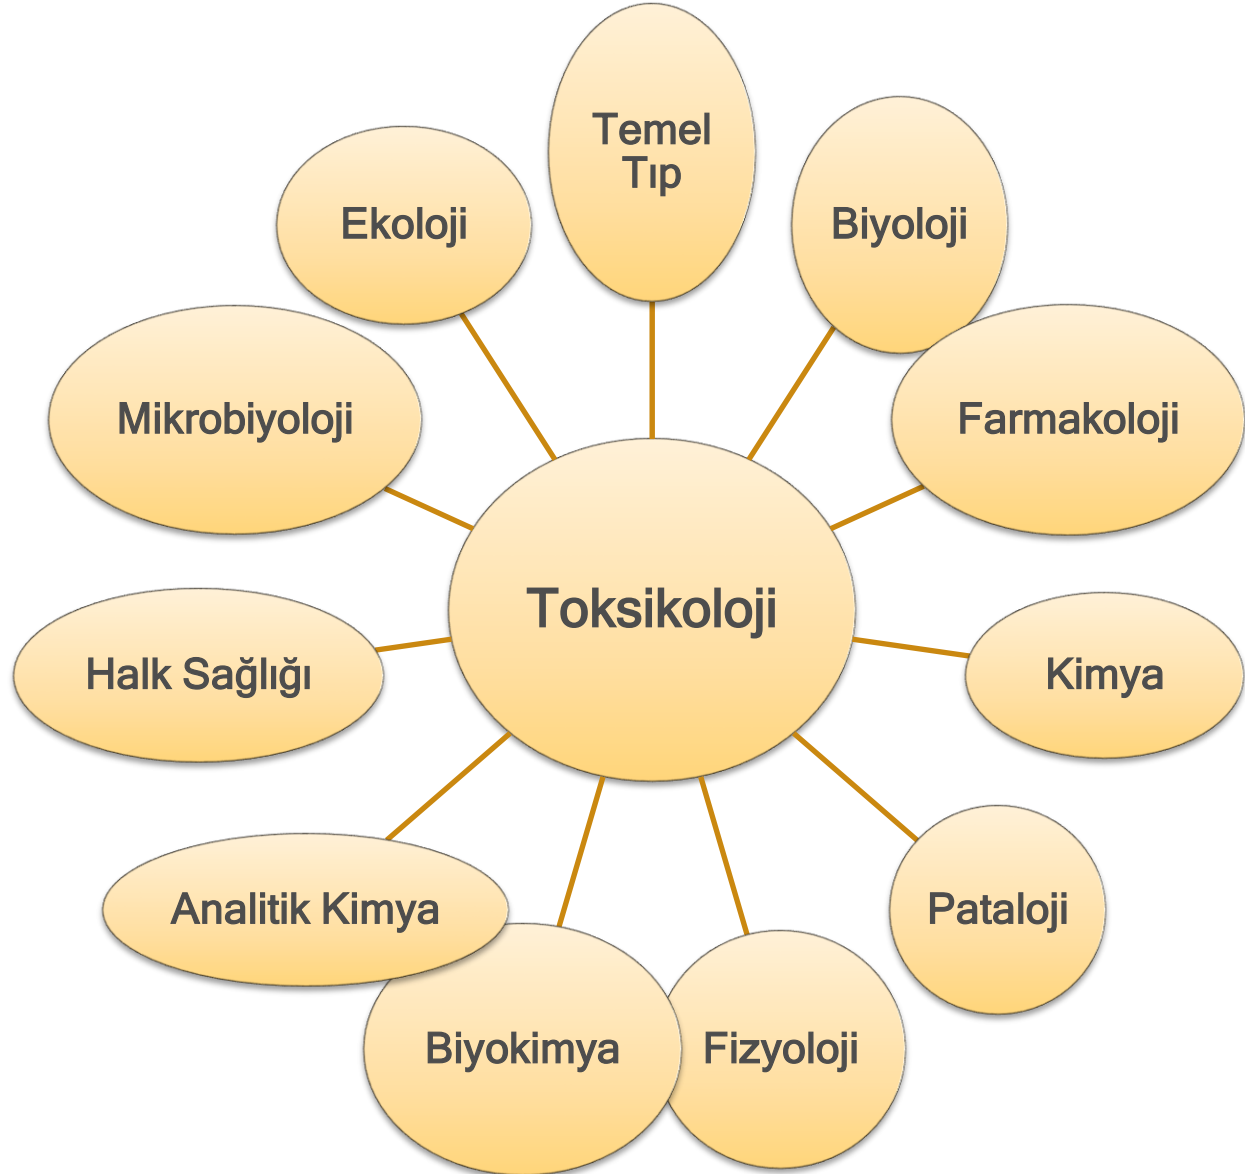 Temel
Tıp
Biyoloji
Farmakoloji
Kimya
Pataloji
Fizyoloji
Biyokimya
Analitik Kimya
Halk Sağlığı
Mikrobiyoloji
Ekoloji
Toksikoloji